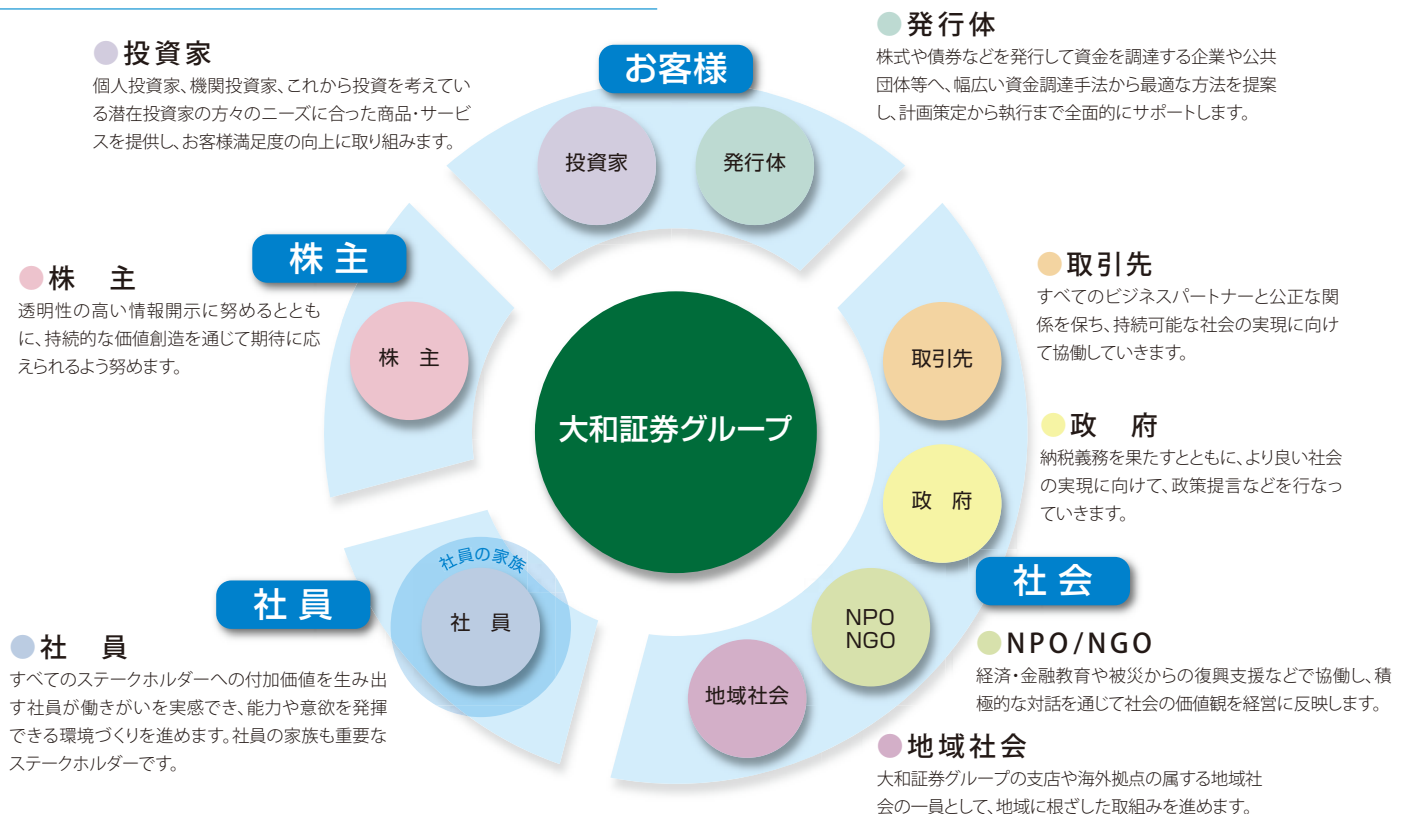 投資家
個人投資家、機関投資家、これから投資を考えてい
る潜在投資家の方々のニーズに合った商品・サービ
スを提供し、お客様満足度の向上に取り組みます。
お客様
発行体
株式や債券などを発行して資金を調達する企業や公共
団体等へ、幅広い資金調達手法から最適な方法を提案
し、計画策定から執行まで全面的にサポートします。
投資家
発行体
株主
株　主
透明性の高い情報開示に努めるととも
に、持続的な価値創造を通じて期待に応
えられるよう努めます。
株　主
大和証券グループ
取引先
取引先
すべてのビジネスパートナーと公正な関
係を保ち、持続可能な社会の実現に向け
て協働していきます。
政　府
政　府
納税義務を果たすとともに、より良い社会
の実現に向けて、政策提言などを行なっ
ていきます。
社会
社員
社員の家族
社　員
社　員
すべてのステークホルダーへの付加価値を生み出
す社員が働きがいを実感でき、能力や意欲を発揮
できる環境づくりを進めます。社員の家族も重要な
ステークホルダーです。
NPO
NGO
地域社会
NPO/NGO
経済・金融教育や被災からの復興支援などで協働し、積
極的な対話を通じて社会の価値観を経営に反映します。
地域社会
大和証券グループの支店や海外拠点の属する地域社
会の一員として、地域に根ざした取組みを進めます。